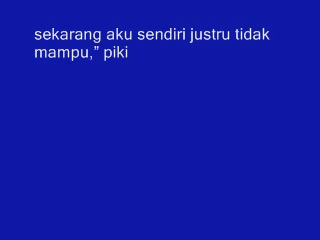 sekarang aku sendiri justru tidak
mampu,” piki